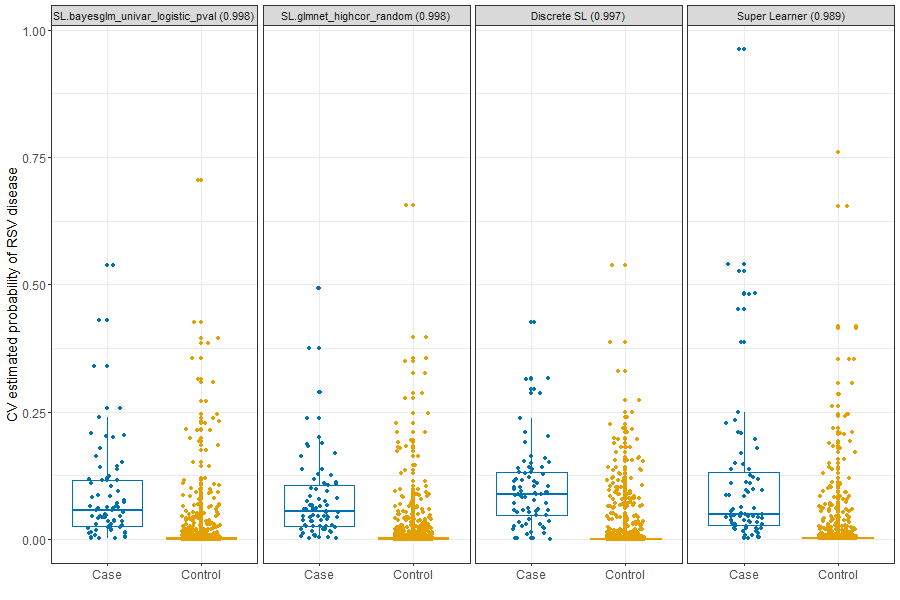 SL.bayesglm_univar_logistic_pval (0.998)
SL.glmnet_highcor_random (0.998)
Discrete SL (0.997)
Super Learner (0.989)
CV estimated probability of RSV disease
1.00
0.75
0.50
0.25
0.00
Case
Control
Case
Control
Case
Control
Case
Control